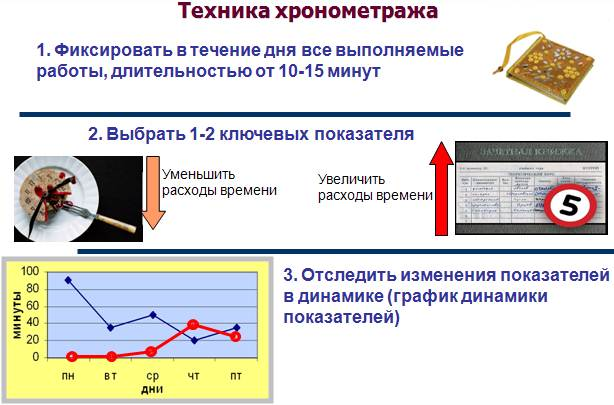 Техника хронометража
1. Фиксировать в течение дня все выполняемые
работы, длительностью от 10-15 минут
2. Выбрать 1-2 ключевых показателя
Уменьшить
расходы времени
Увеличить
расходы времени
ЗАЧЕТНАЯ КНИЖКА
5
3. Отследить изменения показателей
в динамике (график динамики
показателей)
минуты
100
80
60
40
20
0
пн вт ср чт пт
дни